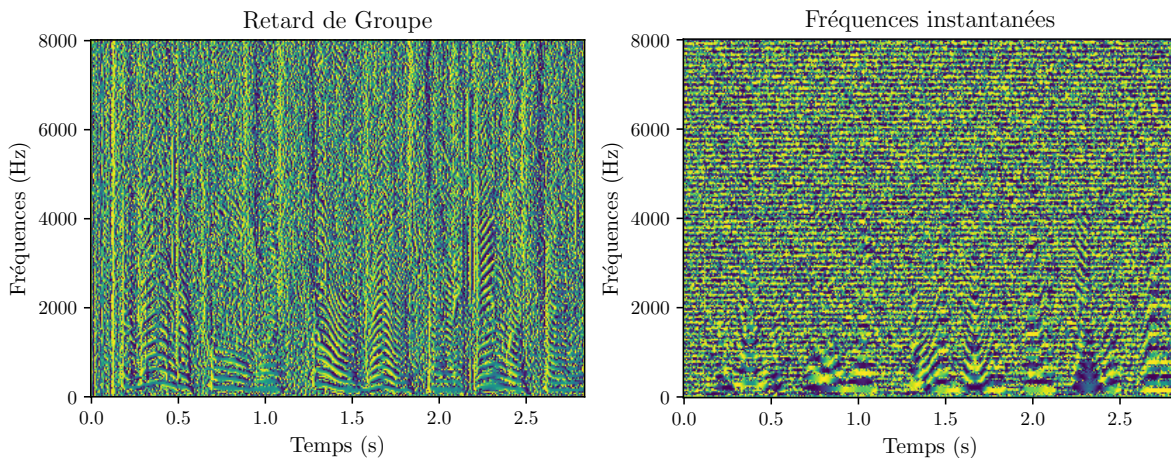 Retard de Groupe
8000
6000
4000
2000
0
Fréquences (Hz)
0.0 0.5 1.0 1.5 2.0 2.5
Temps (s)
Fréquences instantanées
8000
6000
4000
2000
0
Fréquences (Hz)
0.0 0.5 1.0 1.5 2.0 2.5
Temps (s)